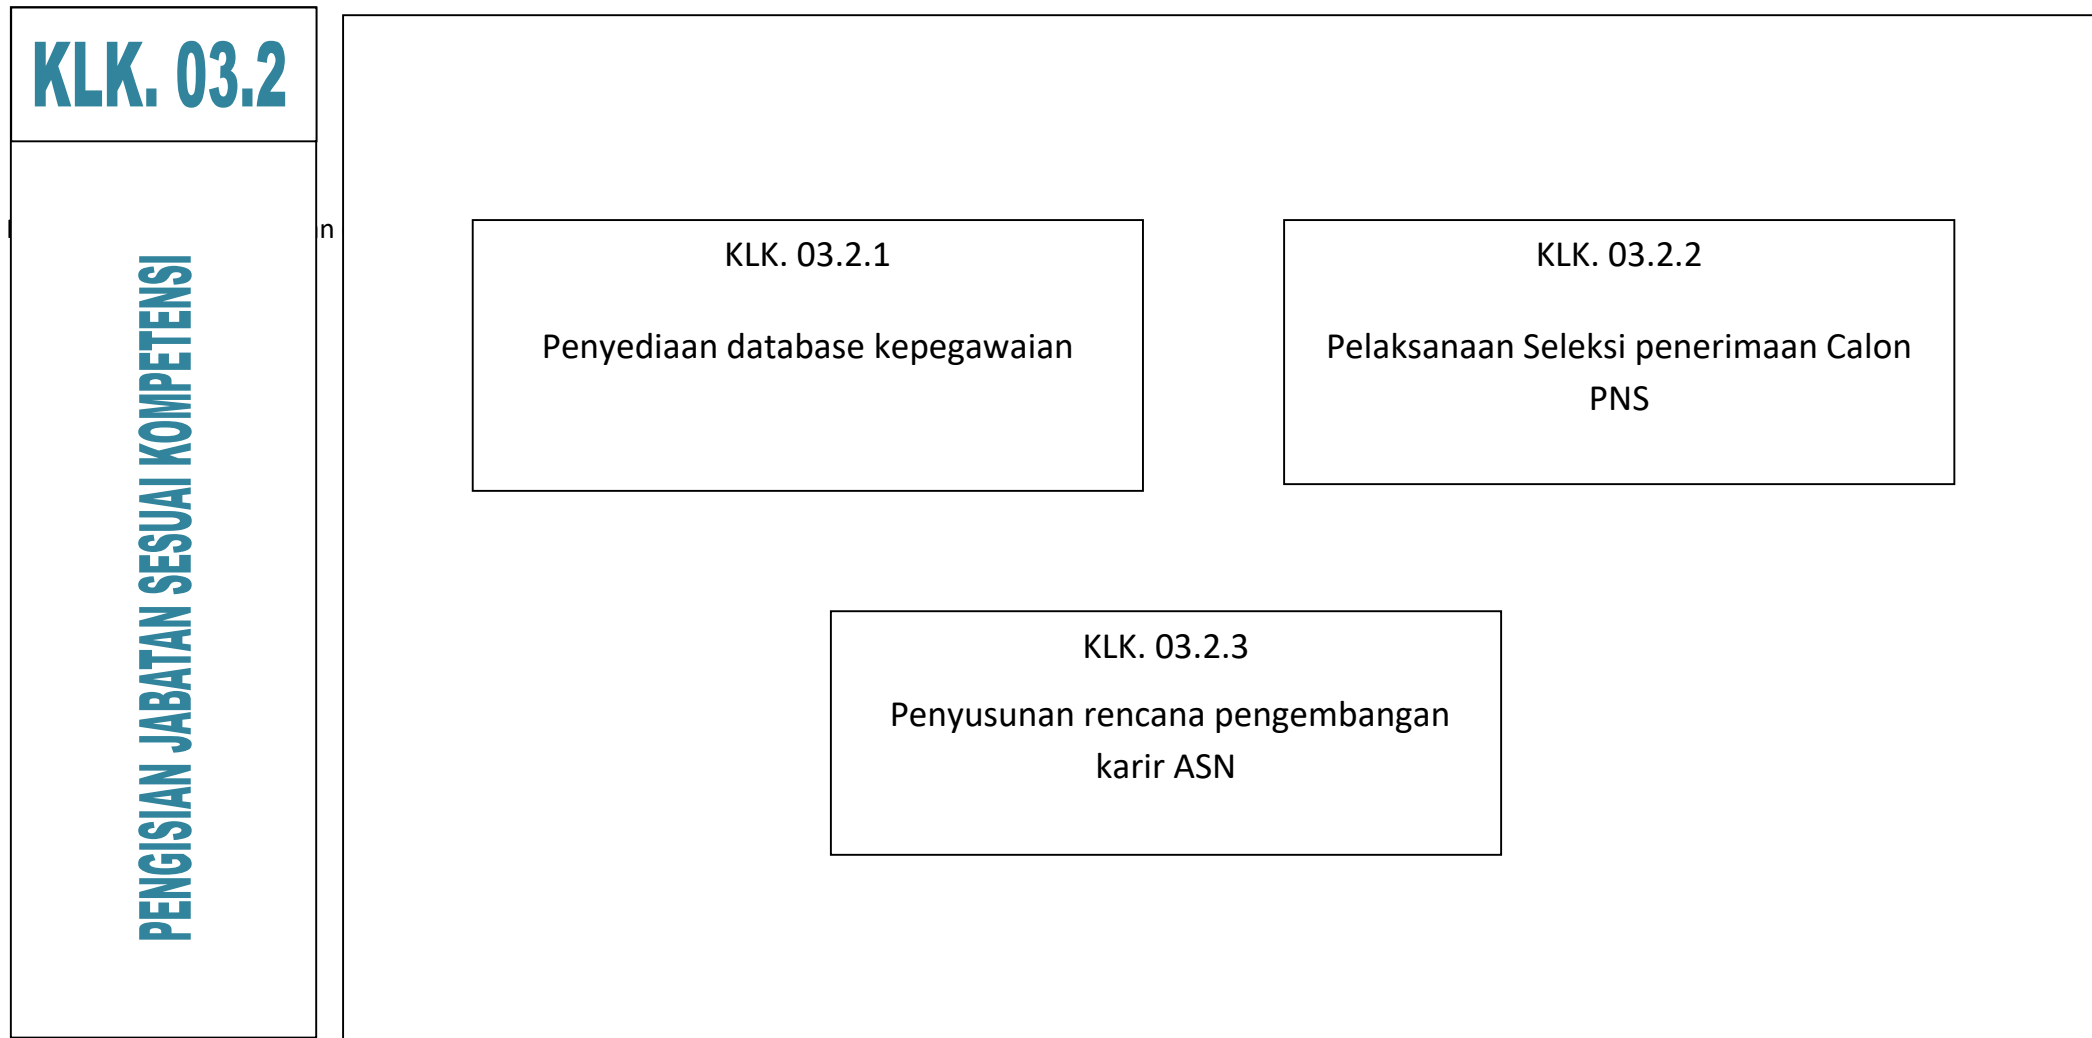 KLK. 03.2
PENGISIAN JABATAN SESUAI KOMPETENSI
KLK. 03.2.1
Penyediaan database kepegawaian
KLK. 03.2.2
Pelaksanaan Seleksi penerimaan Calon
PNS
KLK. 03.2.3
Penyusunan rencana pengembangan
karir ASN